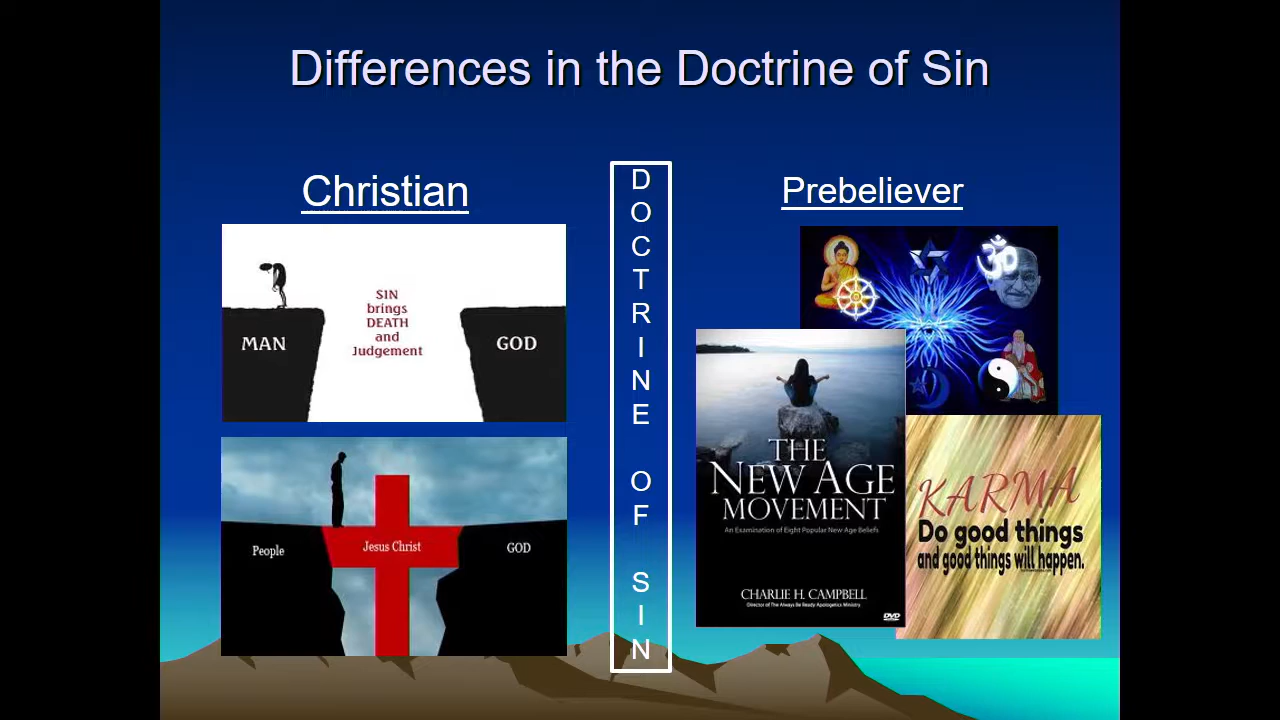 Differences in the Doctrine of Sin
Christian
SIN
brings
DEATH
and
Judgement
MAN
GOD
People
Jesus Christ
GOD
D
O
C
T
R
I
N
E
O
F
S
I
N
Prebeliever
ॐ
THE
NEW AGE
MOVEMENT
An Examination of Eight Popular New Age Beliefs
CHARLIE H. CAMPBELL
Director of The Always Be Ready Apologetics Ministry
DVD
KARMA
Do good things
and good things will happen.